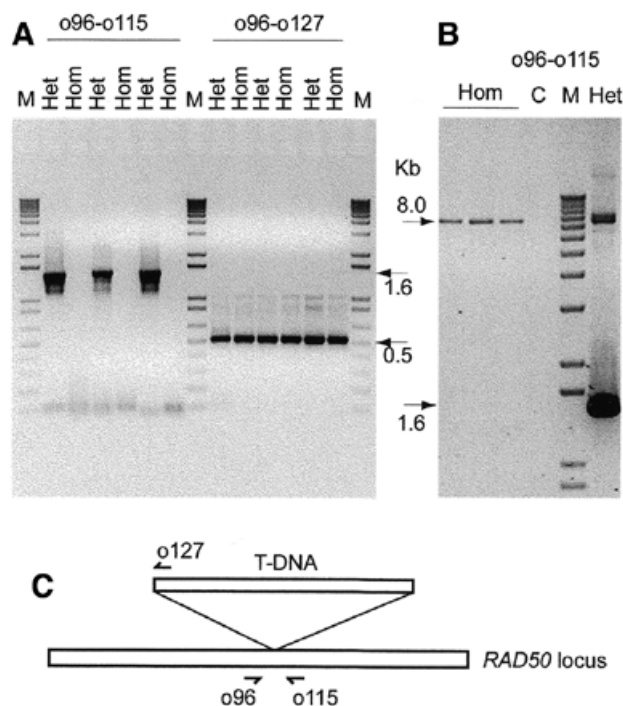 A
o96-o115
o96-o127
M Het Hom Het Hom Het Hom M Het Hom Het Hom Het Hom M
1.6
0.5
B
o96-o115
Hom C M Het
Kb
8.0
1.6
C
o127
T-DNA
RAD50 locus
o96 o115